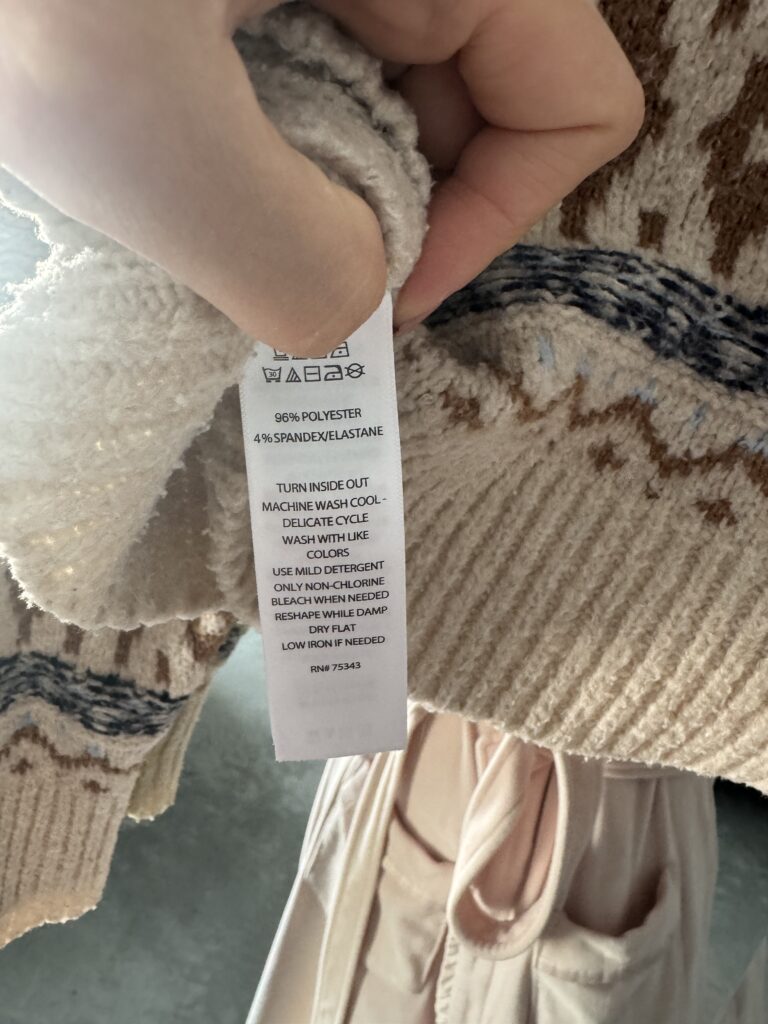 30
96% POLYESTER
4% SPANDEX/ELASTANE
TURN INSIDE OUT
MACHINE WASH COOL -
DELICATE CYCLE
WASH WITH LIKE
COLORS
USE MILD DETERGENT
ONLY NON-CHLORINE
BLEACH WHEN NEEDED
RESHAPE WHILE DAMP
DRY FLAT
LOW IRON IF NEEDED
RN# 75343